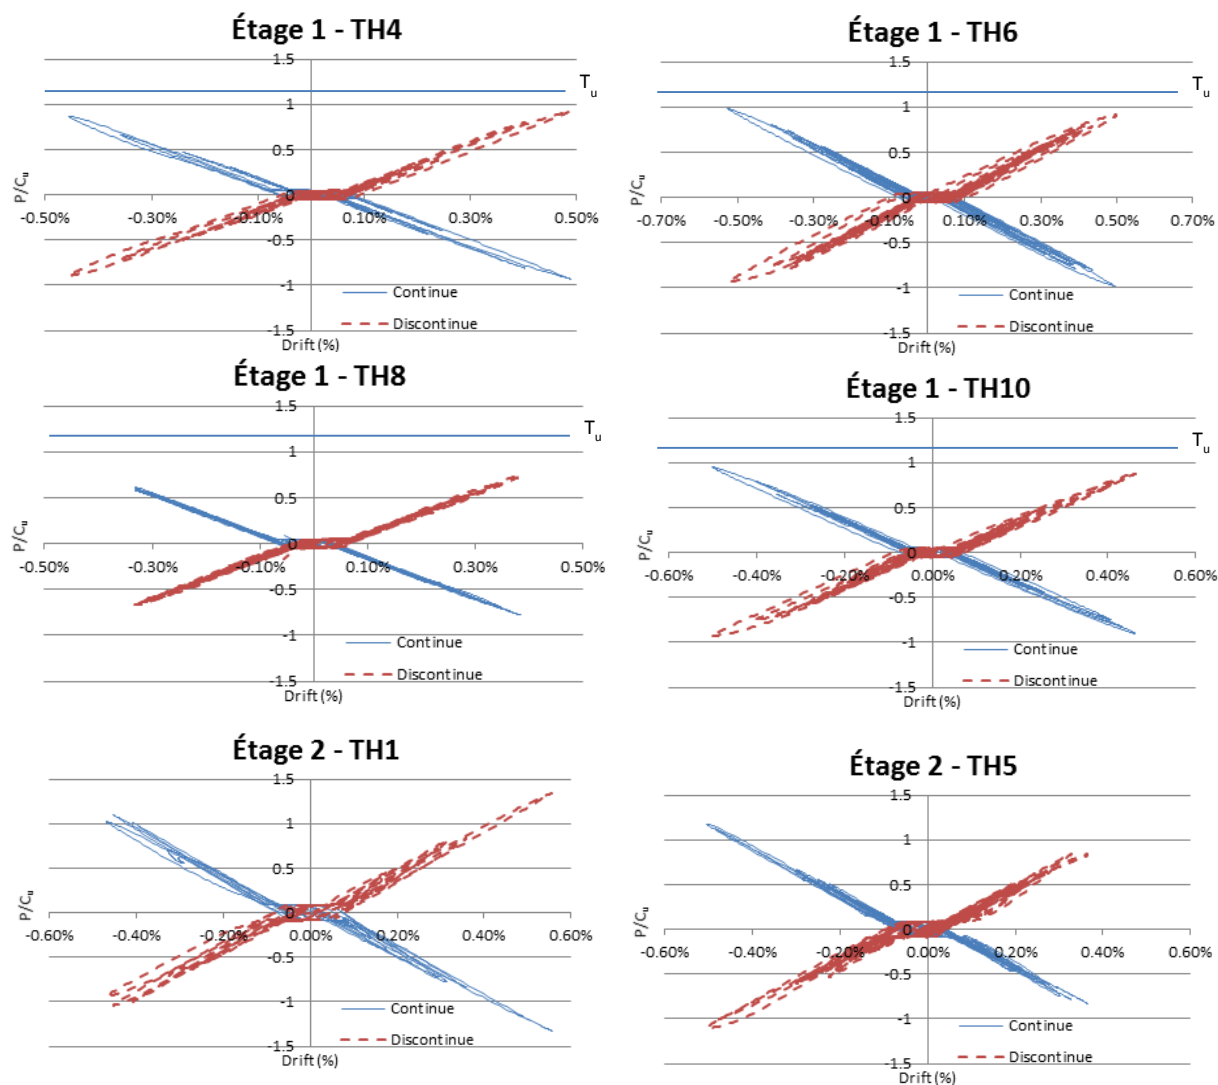 Étage 1 - TH4
1.5
Tu
1
0.5
P/Cu
0
-0.50%
-0.30%
-0.10%
0.10%
0.30%
0.50%
-0.5
-1
Continue
Discontinue
-1.5
Drift (%)
Étage 1 - TH6
1.5
Tu
1
0.5
P/Cu
0
-0.70%
-0.50%
-0.30%
-0.10%
0.10%
0.30%
0.50%
0.70%
-0.5
-1
Continue
Discontinue
-1.5
Drift (%)
Étage 1 - TH8
1.5
Tu
1
0.5
P/Cu
0
-0.50%
-0.30%
-0.10%
0.10%
0.30%
0.50%
-0.5
-1
Continue
Discontinue
-1.5
Drift (%)
Étage 1 - TH10
1.5
Tu
1
0.5
P/Cu
0
-0.60%
-0.40%
-0.20%
0.00%
0.20%
0.40%
0.60%
-0.5
-1
Continue
Discontinue
-1.5
Drift (%)
Étage 2 - TH1
1.5
1
0.5
P/Cu
0
-0.60%
-0.40%
-0.20%
0.00%
0.20%
0.40%
0.60%
-0.5
-1
Continue
Discontinue
-1.5
Drift (%)
Étage 2 - TH5
1.5
1
0.5
P/Cu
0
-0.60%
-0.40%
-0.20%
0.00%
0.20%
0.40%
0.60%
-0.5
-1
Continue
Discontinue
-1.5
Drift (%)